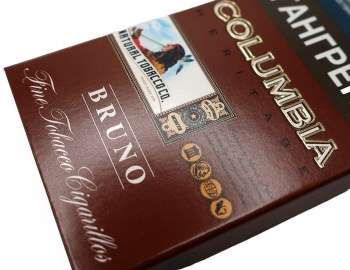 АНГРЕ
COLUMBIA
HERITAGE
NATURAL TOBACCO CO.
BRUNO
Fine Tobacco Cigarillos